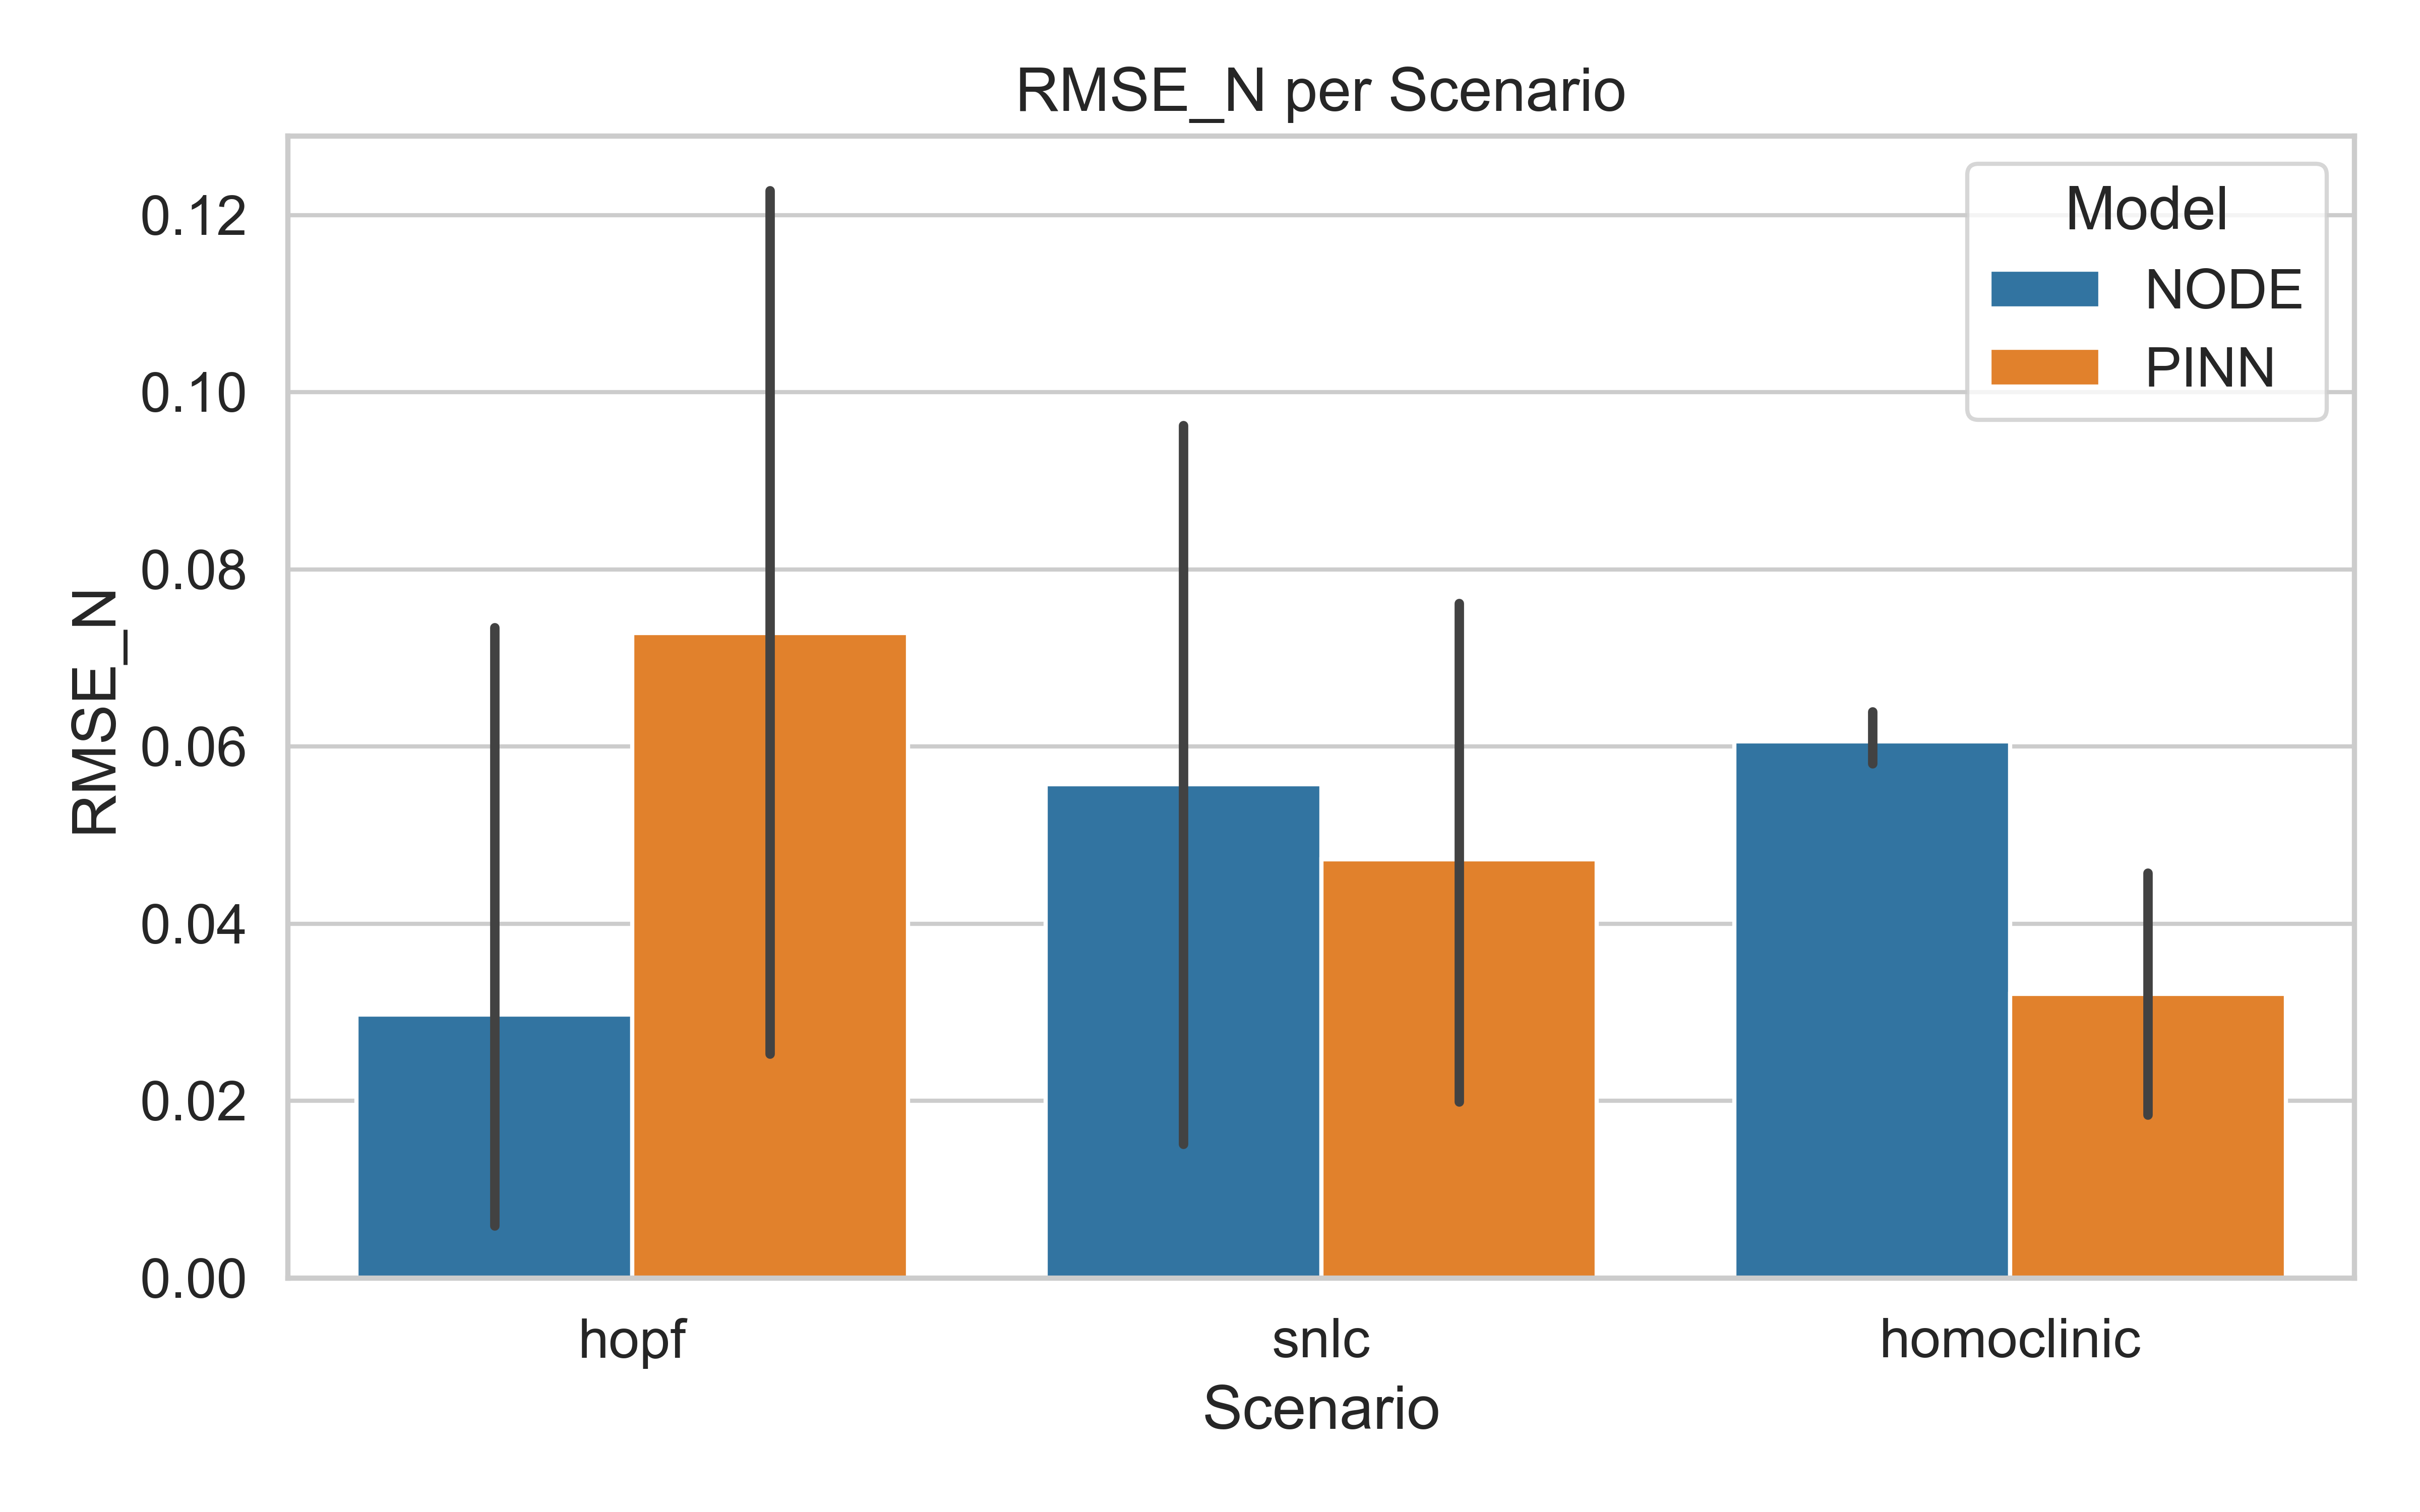 RMSE_N per Scenario
Model
NODE
PINN
RMSE_N
0.12
0.10
0.08
0.06
0.04
0.02
0.00
hopf
snlc
homoclinic
Scenario